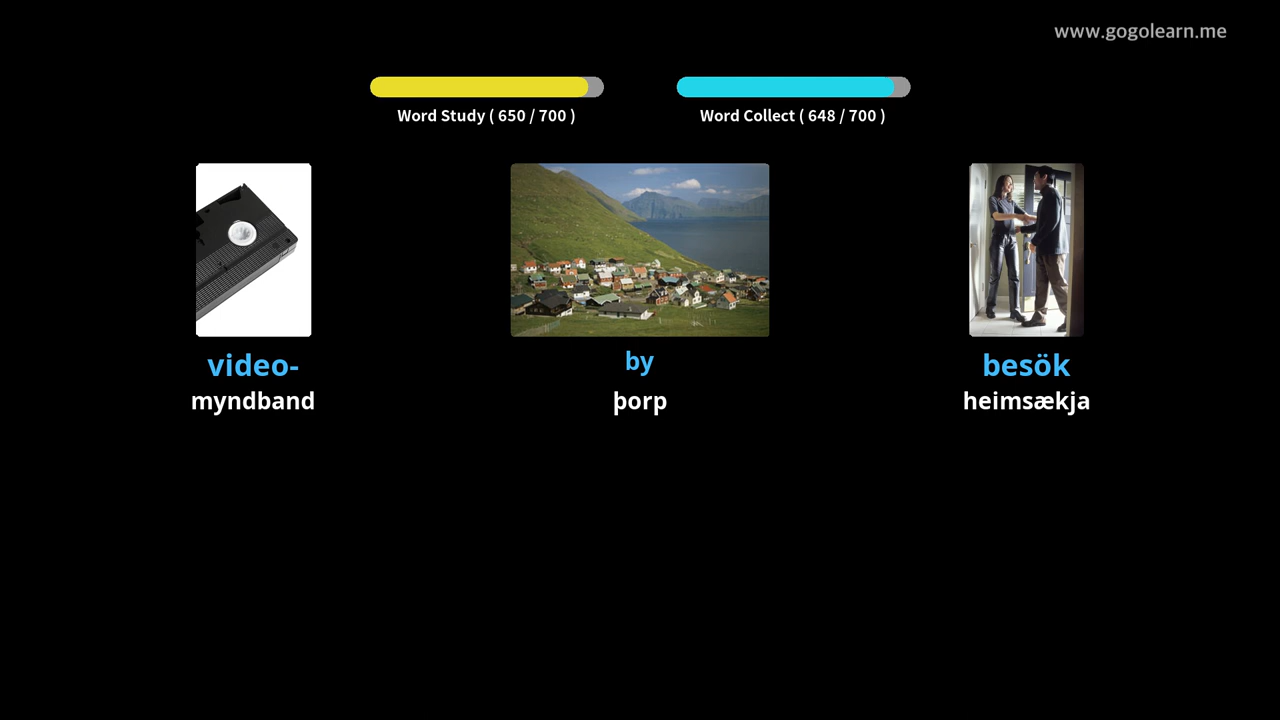 www.gogolearn.me
Word Study ( 650 / 700 )
Word Collect ( 648 / 700 )
video-
myndband
by
þorp
besök
heimsækja